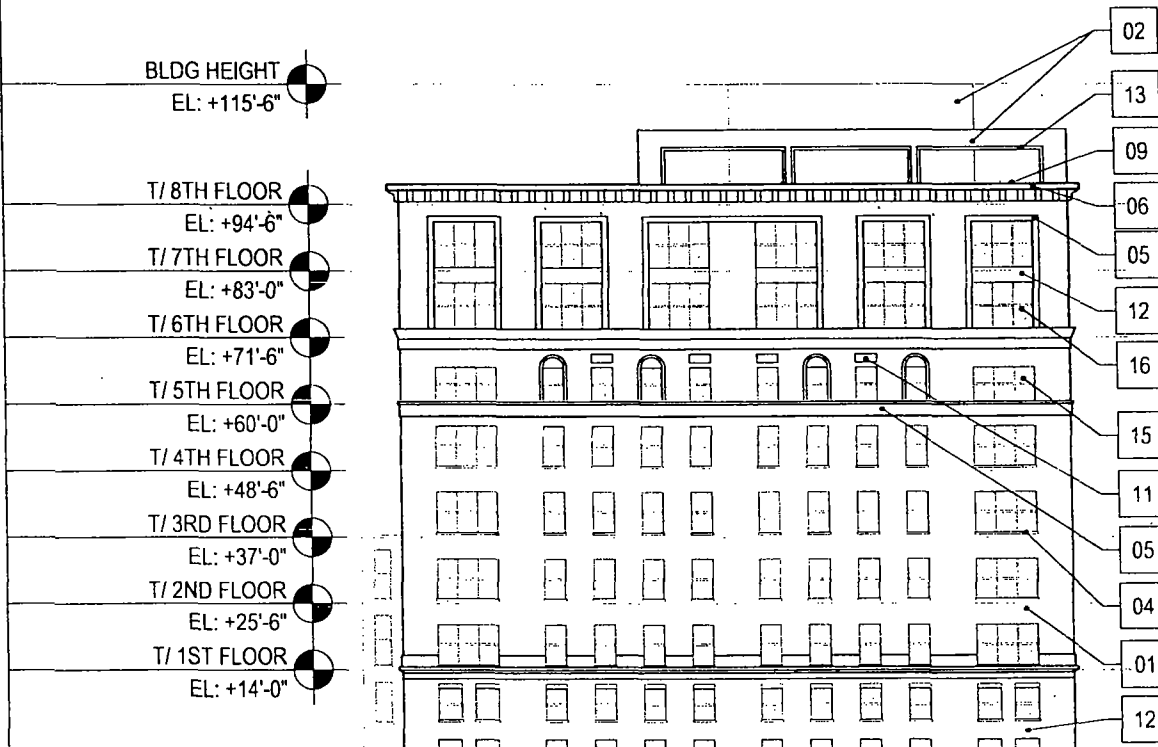 BLDG HEIGHT
EL: +115'-6"
T/ 8TH FLOOR
EL: +94'-6"
T/ 7TH FLOOR
EL: +83'-0"
T/ 6TH FLOOR
EL: +71'-6"
T/ 5TH FLOOR
EL: +60'-0"
T/ 4TH FLOOR
EL: +48'-6"
T/ 3RD FLOOR
EL: +37'-0"
T/ 2ND FLOOR
EL: +25'-6"
T/ 1ST FLOOR
EL: +14'-0"
02
13
09
06
05
12
16
15
11
05
04
01
12